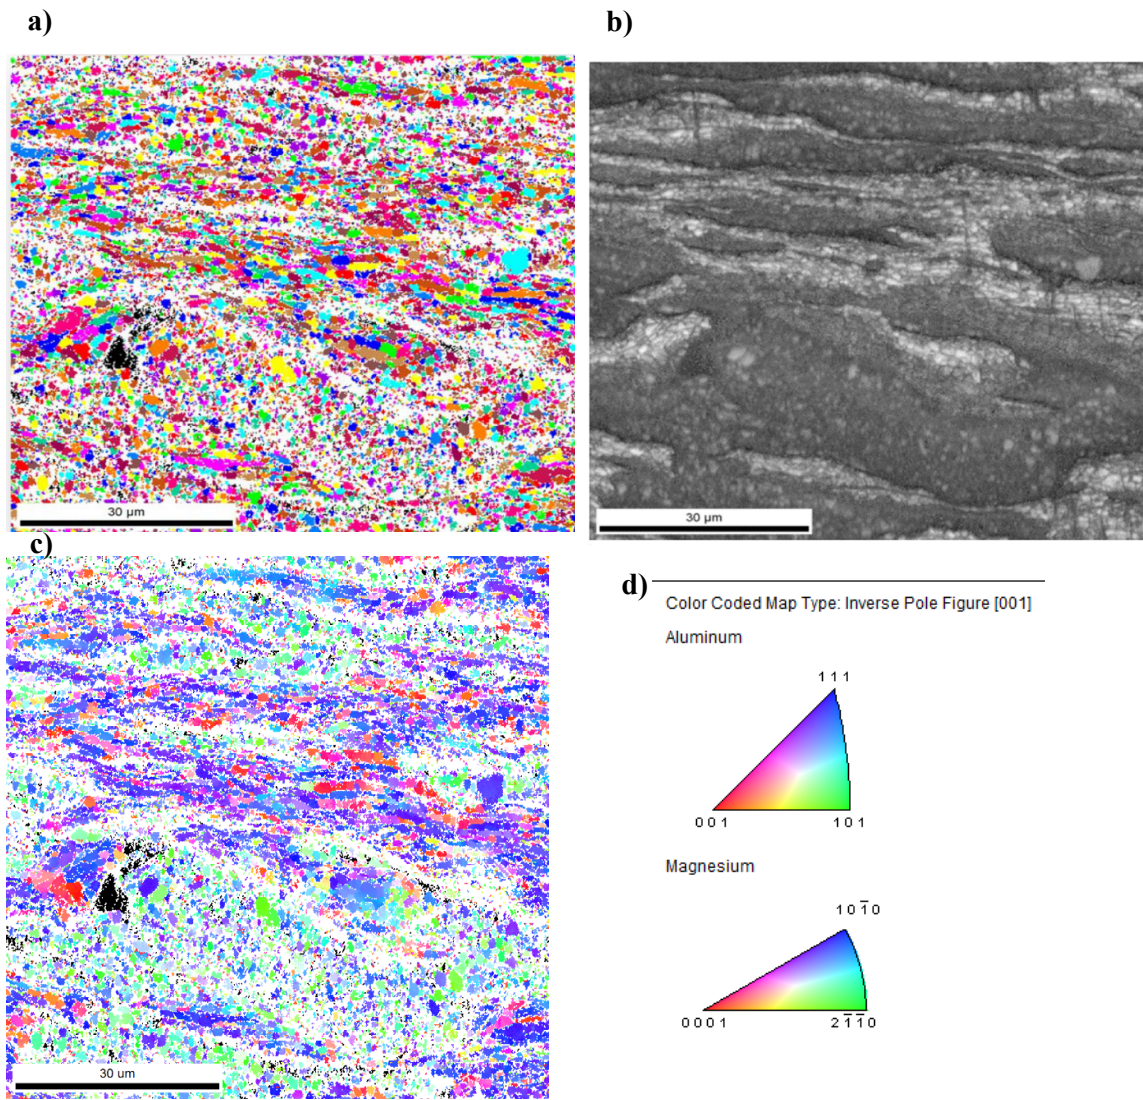 a)
b)
30 µm
30 µm
c)
d)
Color Coded Map Type: Inverse Pole Figure [001]
Aluminum
1 1 1
0 0 1
1 0 1
Magnesium
1 0 1̅ 0
0 0 0 1
2 1̅ 1̅ 0
30 um